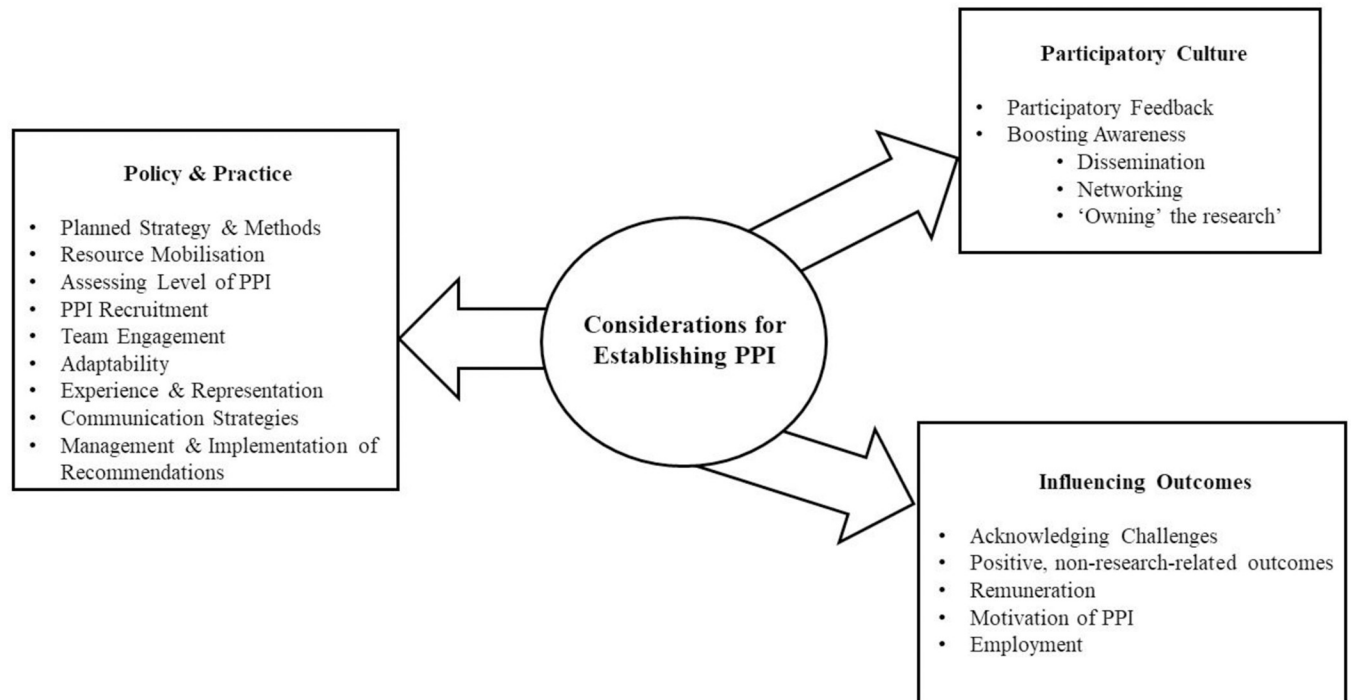 Participatory Culture
• Participatory Feedback
• Boosting Awareness
• Dissemination
• Networking
• ‘Owning’ the research’
Policy & Practice
• Planned Strategy & Methods
• Resource Mobilisation
• Assessing Level of PPI
• PPI Recruitment
• Team Engagement
• Adaptability
• Experience & Representation
• Communication Strategies
• Management & Implementation of
Recommendations
Considerations for
Establishing PPI
Influencing Outcomes
• Acknowledging Challenges
• Positive, non-research-related outcomes
• Remuneration
• Motivation of PPI
• Employment